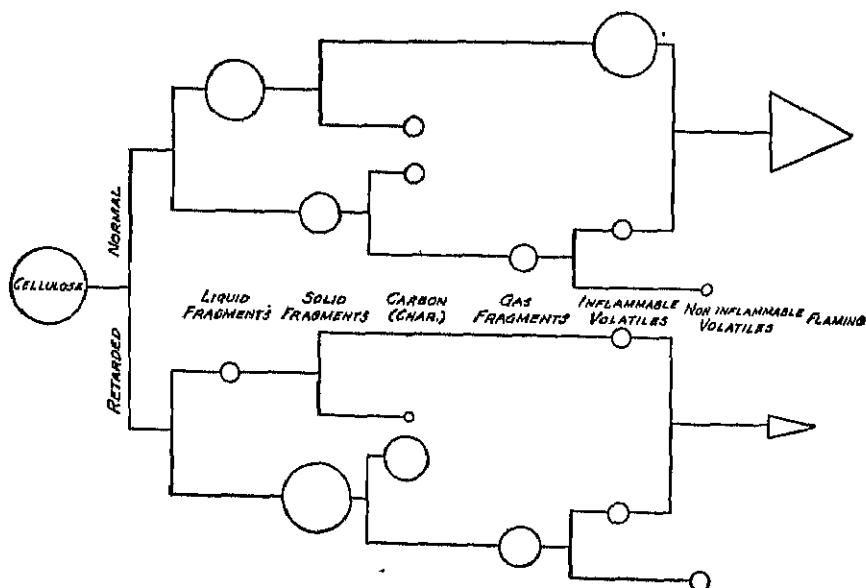 NORMAL
CELLULOSE
LIQUID
FRAGMENTS
SOLID
FRAGMENTS
CARBON
(CHAR.)
GAS
FRAGMENTS
INFLAMMABLE
VOLATILES
NON INFLAMMABLE
VOLATILES
FLAMING
RETARDED